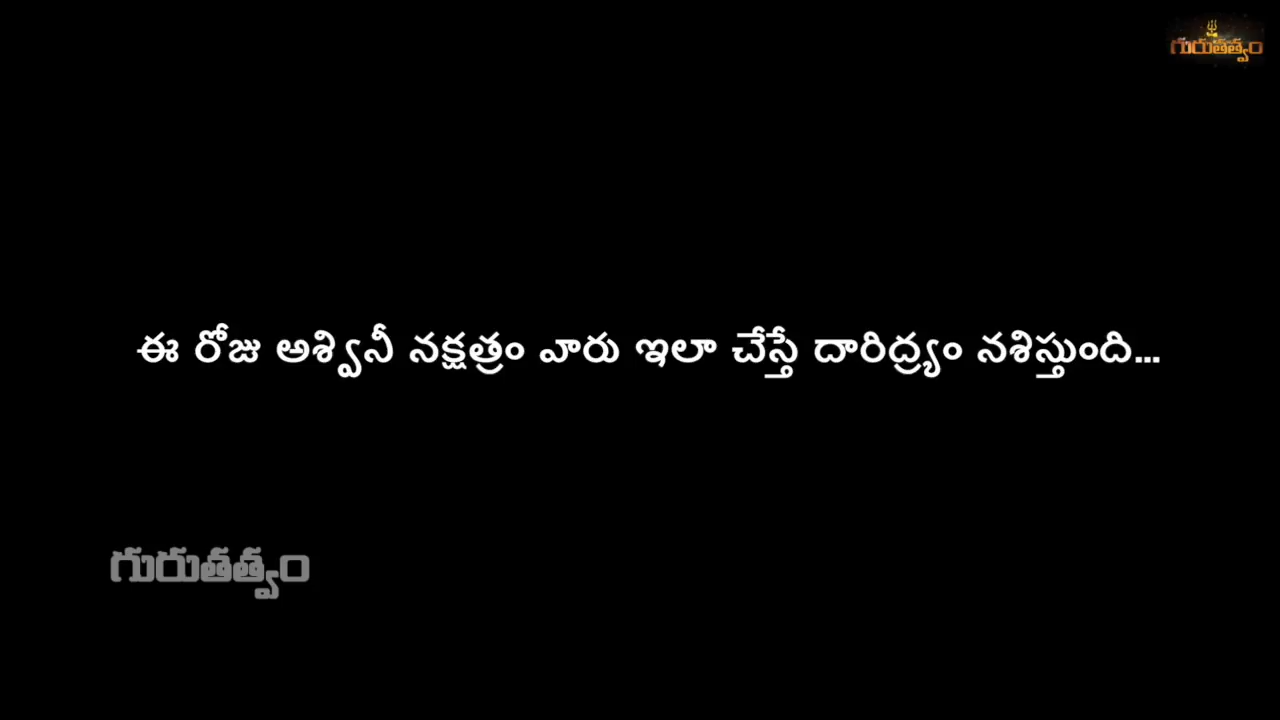 గురుతత్వం
ఈ రోజు అశ్వినీ నక్షత్రం వారు ఇలా చేస్తే దారిద్ర్యం నశిస్తుంది...
గురుతత్వం